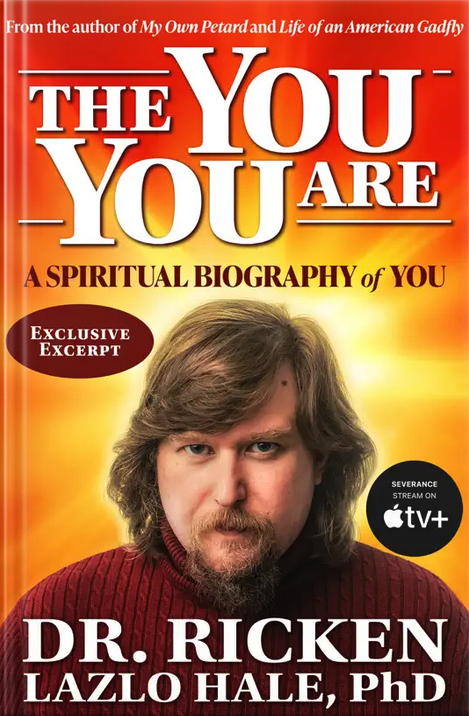 From the author of My Own Petard and Life of an American Gadfly
THE YOU
YOU ARE
A SPIRITUAL BIOGRAPHY of YOU
EXCLUSIVE
EXCERPT
SEVERANCE
STREAM ON
tv+
DR. RICKEN
LAZLO HALE, PhD